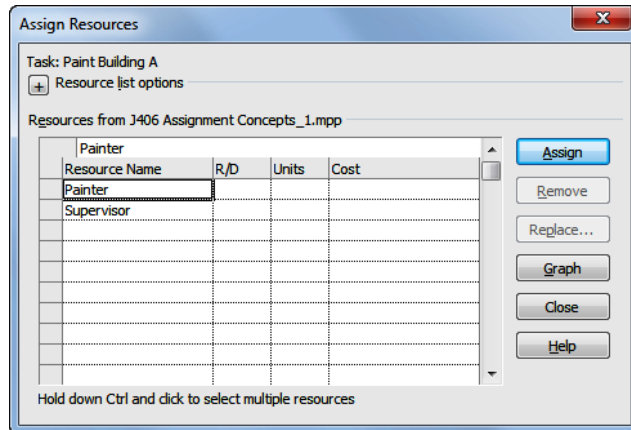 Assign Resources
Task: Paint Building A
+ Resource list options
Resources from J406 Assignment Concepts_1.mpp
Painter
Resource Name R/D Units Cost
Painter
Supervisor
Assign
Remove
Replace...
Graph
Close
Help
Hold down Ctrl and click to select multiple resources